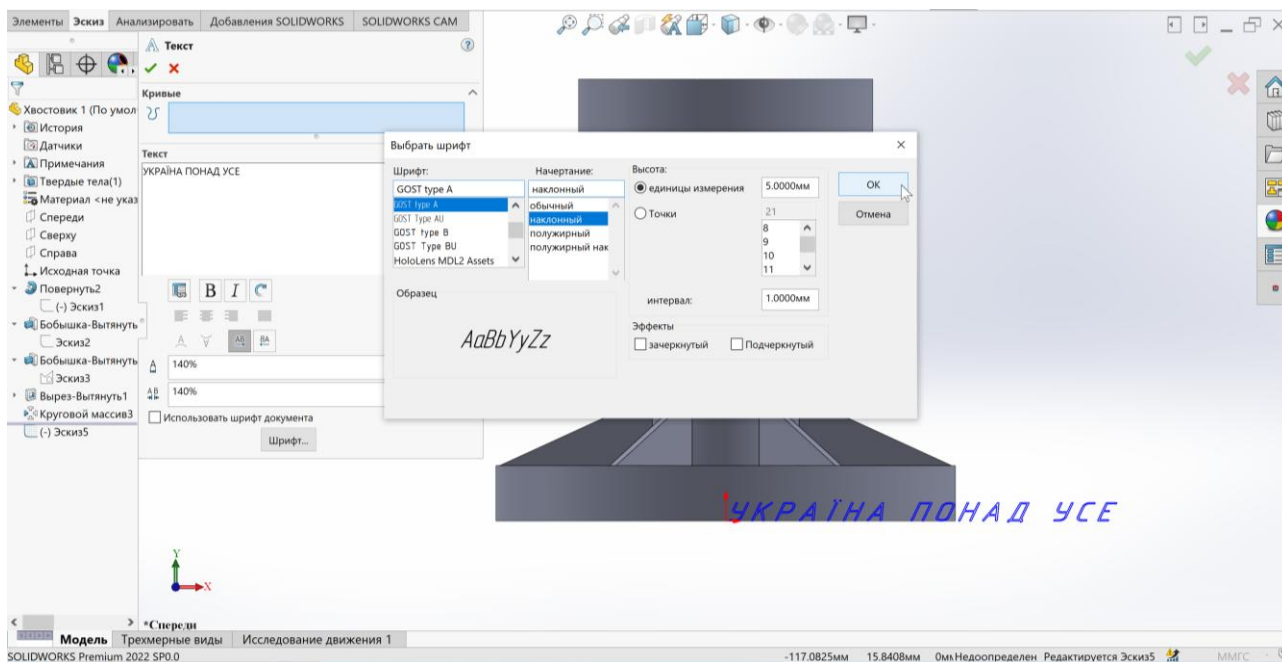 Элементы Эскиз Анализировать Добавления SOLIDWORKS SOLIDWORKS CAM
Текст
Кривые
Текст
УКРАЇНА ПОНАД УСЕ
B I
140%
140%
Использовать шрифт документа
Шрифт...
Хвостовик 1 (По умол
История
Датчики
Примечания
Твердые тела(1)
Материал <не указ
Спереди
Сверху
Справа
Исходная точка
Повернуть2
(-) Эскиз1
Бобышка-Вытянуть
Эскиз2
Бобышка-Вытянуть
Эскиз3
Вырез-Вытянуть1
Круговой массив3
(-) Эскиз5
Выбрать шрифт
Шрифт:
GOST type A
GOST type A
GOST Type AU
GOST type B
GOST Type BU
HoloLens MDL2 Assets
Начертание:
наклонный
обычный
наклонный
полужирный
полужирный нак
Высота:
единицы измерения 5.0000мм
Точки 21
8
9
10
11
интервал: 1.0000мм
Эффекты
зачеркнутый Подчеркнутый
OK
Отмена
Образец
AaBbYyZz
УКРАЇНА ПОНАД УСЕ
Y
X
*Спереди
Модель Трехмерные виды Исследование движения 1
SOLIDWORKS Premium 2022 SP0.0 -117.0825мм 15.8408мм 0мм Недоопределен Редактируется Эскиз5 ММГС